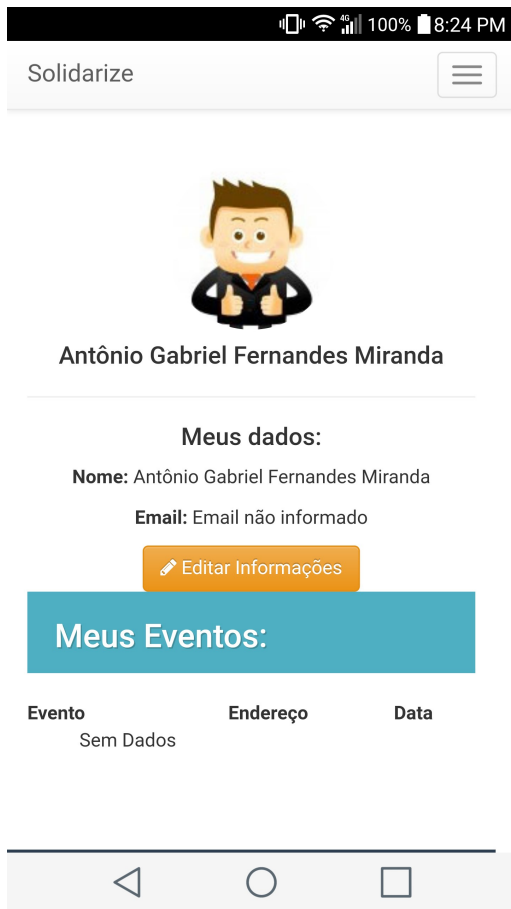 4G 100% 8:24 PM
Solidarize
Antônio Gabriel Fernandes Miranda
Meus dados:
Nome: Antônio Gabriel Fernandes Miranda
Email: Email não informado
Editar Informações
Meus Eventos:
Evento Endereço Data
Sem Dados